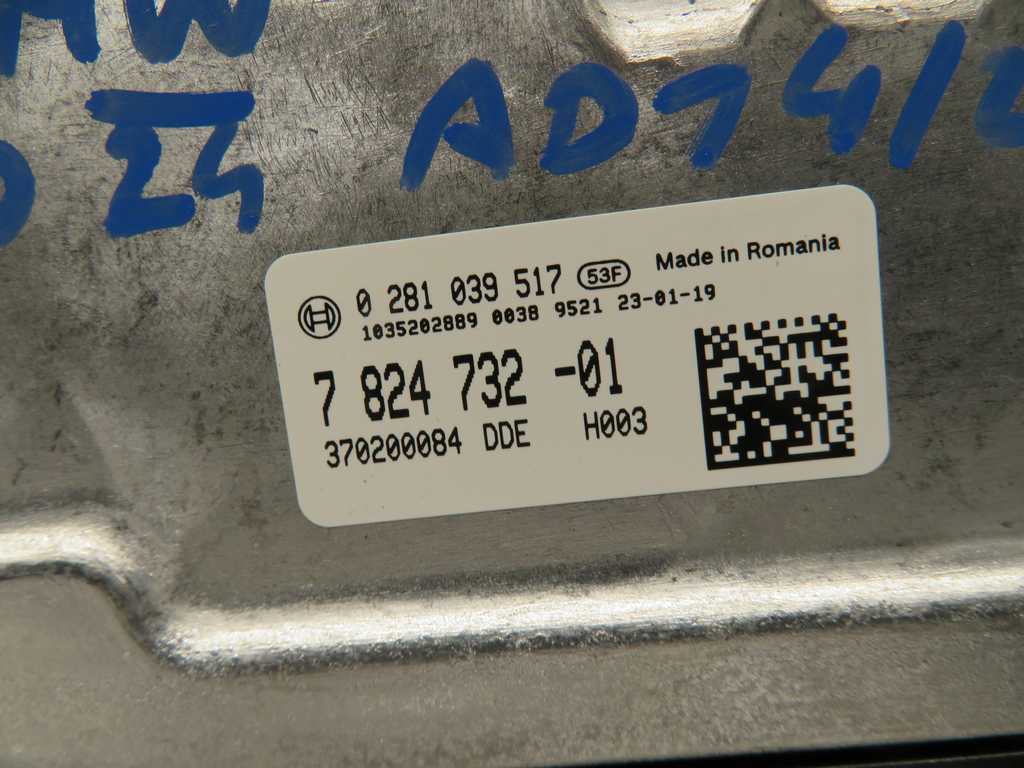 AD74/
0 281 039 517 53F Made in Romania
1035202889 0038 9521 23-01-19
7 824 732 -01
370200084 DDE H003